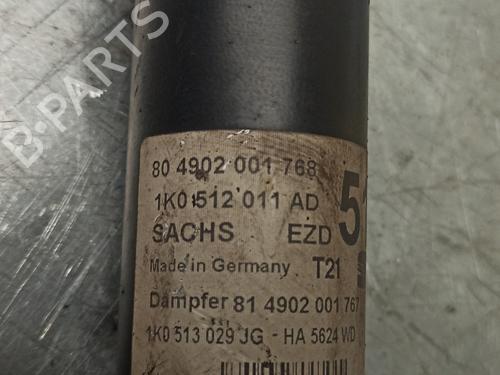 B-PARTS
80 4902 001 768
1K0 512 011 AD
SACHS EZD
Made in Germany T21
Dämpfer 81 4902 001 767
1K0 513 029 JG - HA 5624 WD